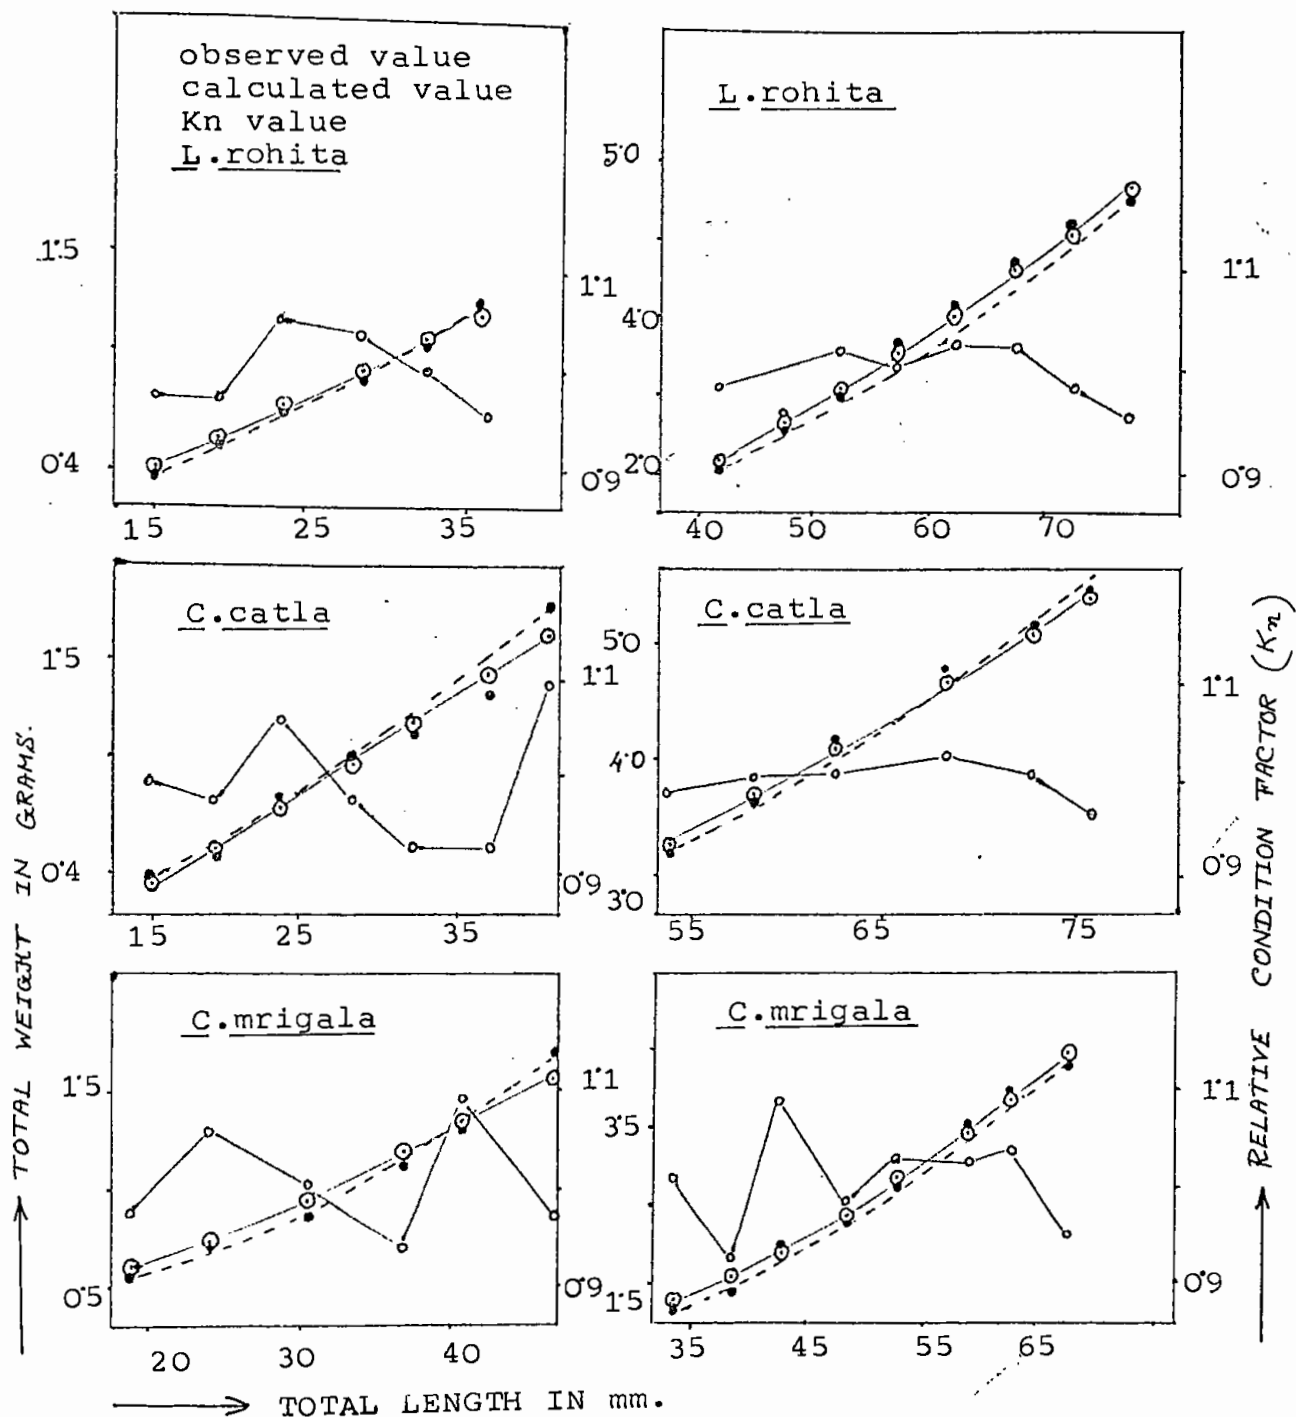 observed value
calculated value
Kn value
L.rohita
1.5
0.4
1.1
0.9
15 25 35
L.rohita
5.0
4.0
2.0
1.1
0.9
40 50 60 70
C.catla
1.5
0.4
1.1
0.9
15 25 35
C.catla
5.0
4.0
3.0
1.1
0.9
55 65 75
C.mrigala
1.5
0.5
1.1
0.9
20 30 40
C.mrigala
3.5
1.5
1.1
0.9
35 45 55 65
TOTAL WEIGHT IN GRAMS.
RELATIVE CONDITION FACTOR (Kn)
TOTAL LENGTH IN mm.